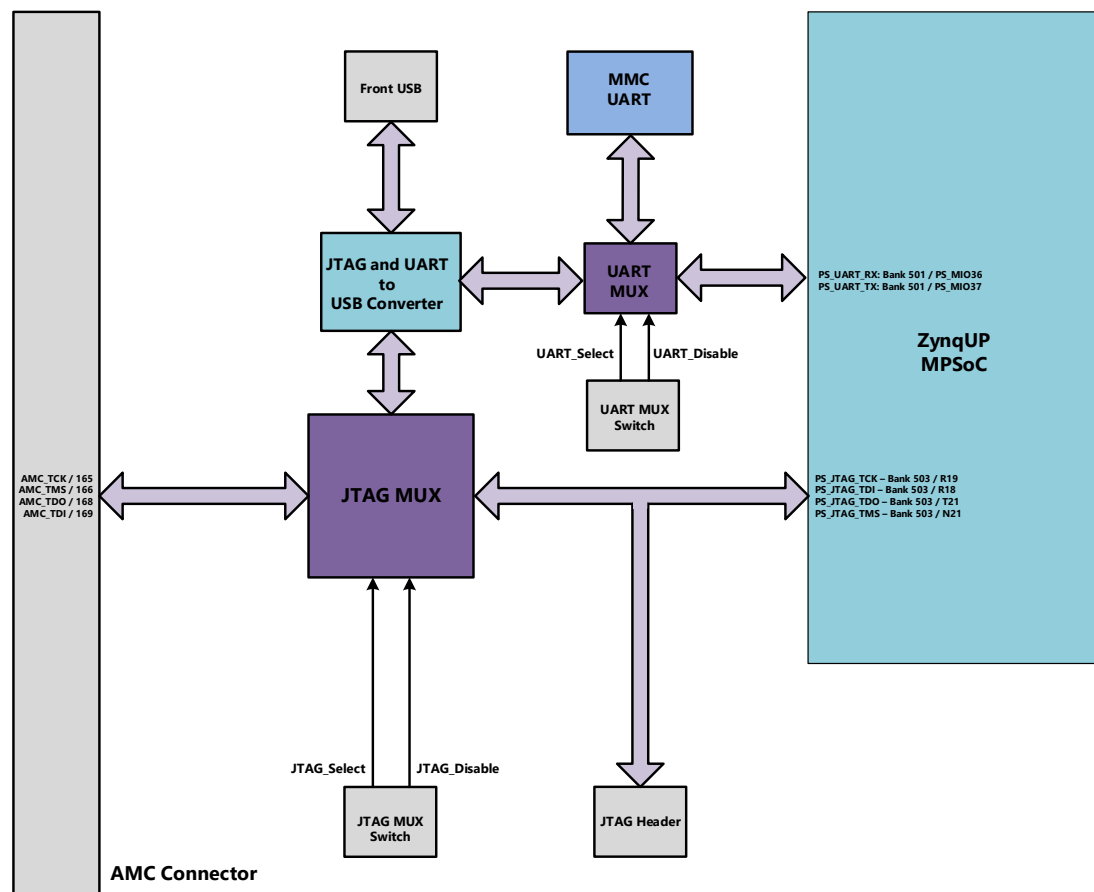 Front USB
MMC
UART
JTAG and UART
to
USB Converter
UART
MUX
PS_UART_RX: Bank 501 / PS_MIO36
PS_UART_TX: Bank 501 / PS_MIO37
ZynqUP
MPSoC
UART_Select
UART_Disable
UART MUX
Switch
AMC_TCK / 165
AMC_TMS / 166
AMC_TDO / 168
AMC_TDI / 169
JTAG MUX
PS_JTAG_TCK – Bank 503 / R19
PS_JTAG_TDI – Bank 503 / R18
PS_JTAG_TDO – Bank 503 / T21
PS_JTAG_TMS – Bank 503 / N21
JTAG_Select
JTAG_Disable
JTAG MUX
Switch
JTAG Header
AMC Connector